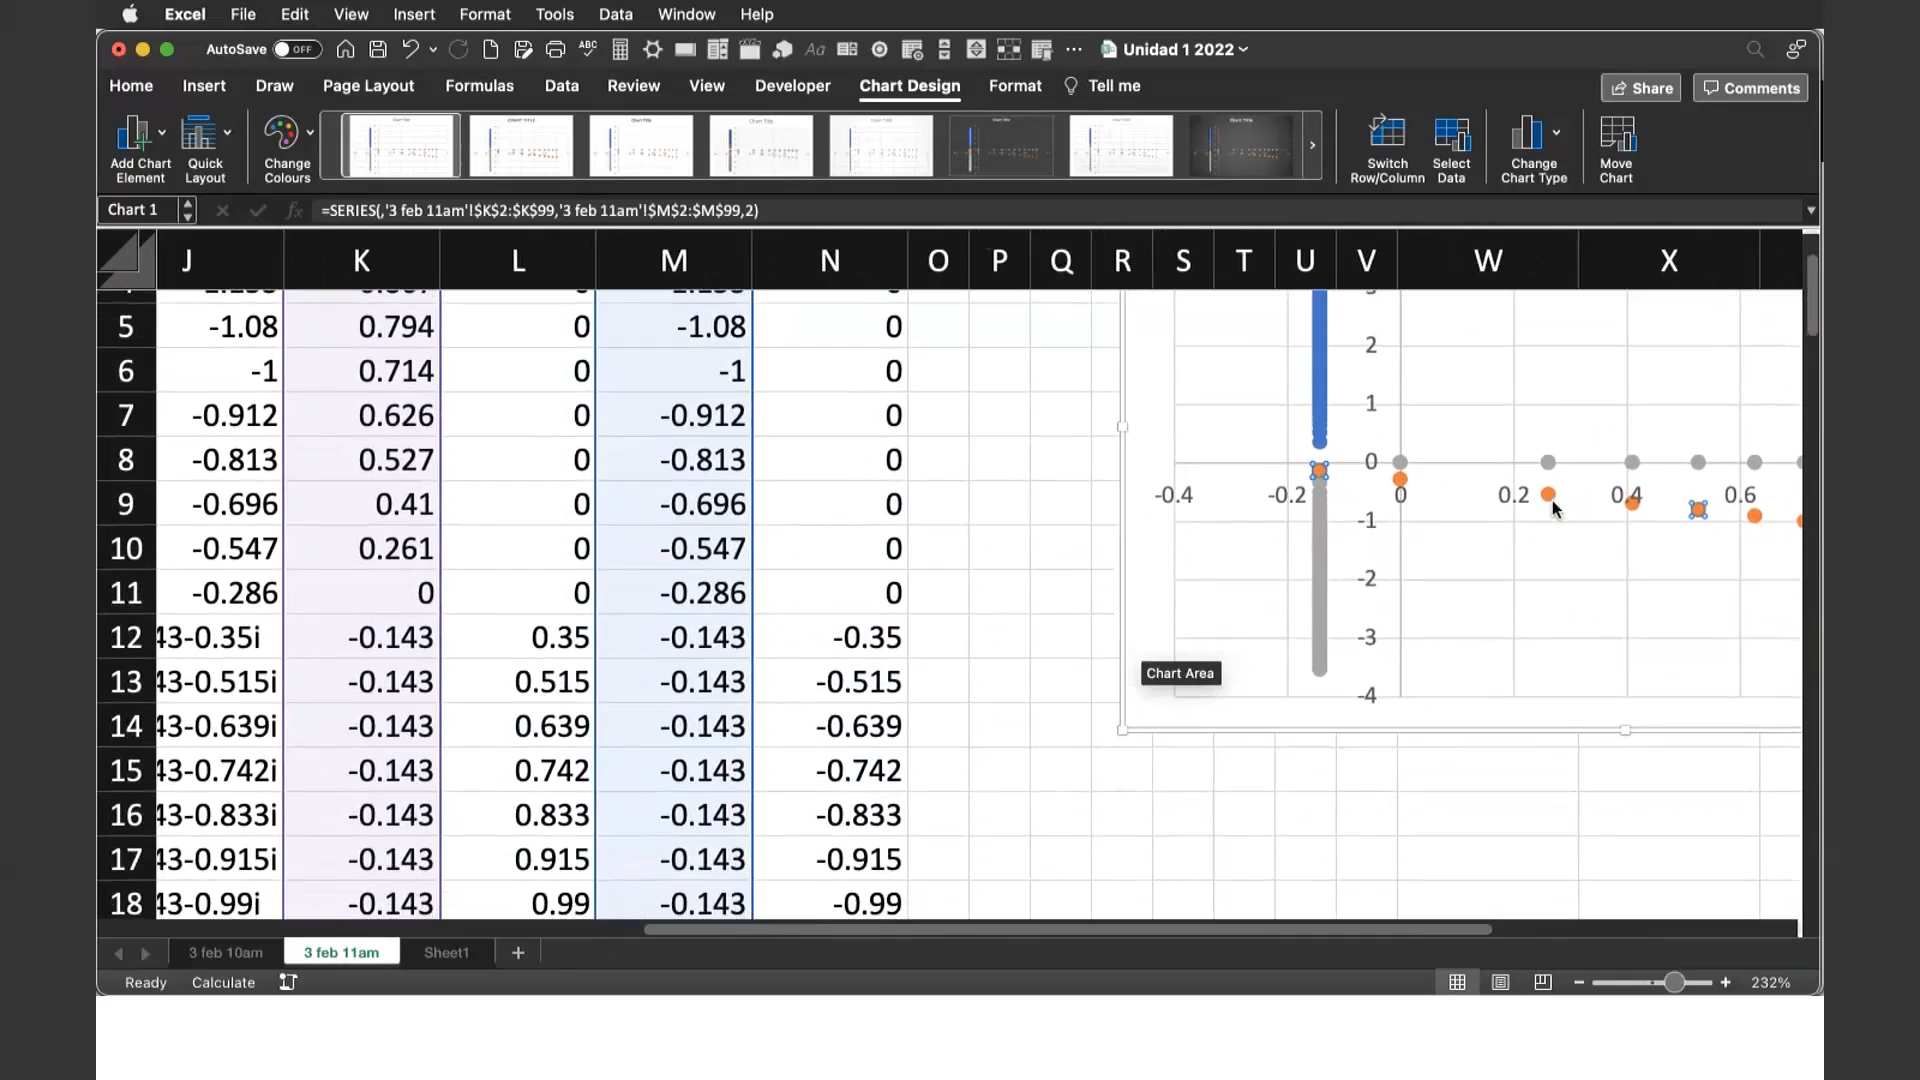 Excel File Edit View Insert Format Tools Data Window Help
AutoSave OFF ABC Aa ... Unidad 1 2022
Home Insert Draw Page Layout Formulas Data Review View Developer Chart Design Format Tell me Share Comments
Add Chart Element Quick Layout Change Colours Switch Row/Column Select Data Change Chart Type Move Chart
Chart 1 fx =SERIES(,'3 feb 11am'!$K$2:$K$99,'3 feb 11am'!$M$2:$M$99,2)
J K L M N O P Q R S T U V W X
5 -1.08 0.794 0 -1.08 0
6 -1 0.714 0 -1 0
7 -0.912 0.626 0 -0.912 0
8 -0.813 0.527 0 -0.813 0
9 -0.696 0.41 0 -0.696 0
10 -0.547 0.261 0 -0.547 0
11 -0.286 0 0 -0.286 0
12 43-0.35i -0.143 0.35 -0.143 -0.35
13 43-0.515i -0.143 0.515 -0.143 -0.515
14 43-0.639i -0.143 0.639 -0.143 -0.639
15 43-0.742i -0.143 0.742 -0.143 -0.742
16 43-0.833i -0.143 0.833 -0.143 -0.833
17 43-0.915i -0.143 0.915 -0.143 -0.915
18 43-0.99i -0.143 0.99 -0.143 -0.99
2
1
0
-0.4 -0.2 0 0.2 0.4 0.6
-1
-2
-3
-4
Chart Area
3 feb 10am 3 feb 11am Sheet1 +
Ready Calculate 232%